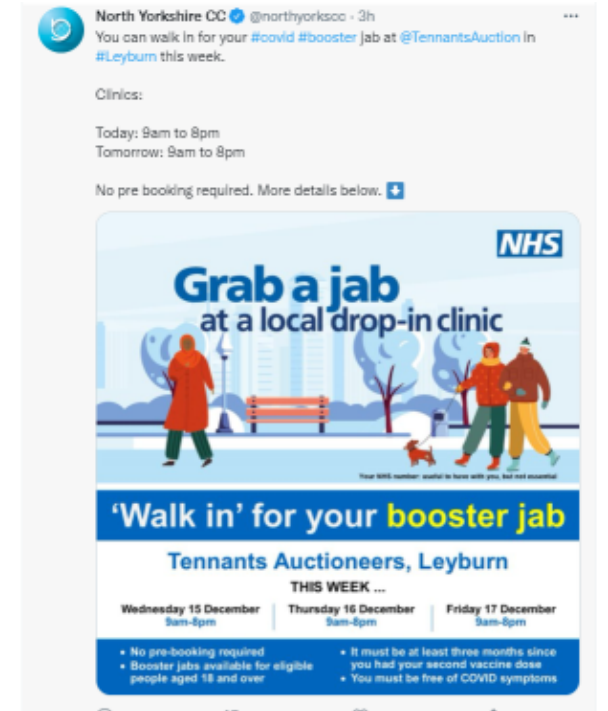 North Yorkshire CC @northyorkscc · 3h
You can walk in for your #covid #booster jab at @TennantsAuction in
#Leyburn this week.
Clinics:
Today: 9am to 8pm
Tomorrow: 9am to 8pm
No pre booking required. More details below.
NHS
Grab a jab
at a local drop-in clinic
Your NHS number: useful to have with you, but not essential
‘Walk in’ for your booster jab
Tennants Auctioneers, Leyburn
THIS WEEK ...
Wednesday 15 December
9am-8pm
Thursday 16 December
9am-8pm
Friday 17 December
9am-8pm
• No pre-booking required
• Booster jabs available for eligible
people aged 18 and over
• It must be at least three months since
you had your second vaccine dose
• You must be free of COVID symptoms